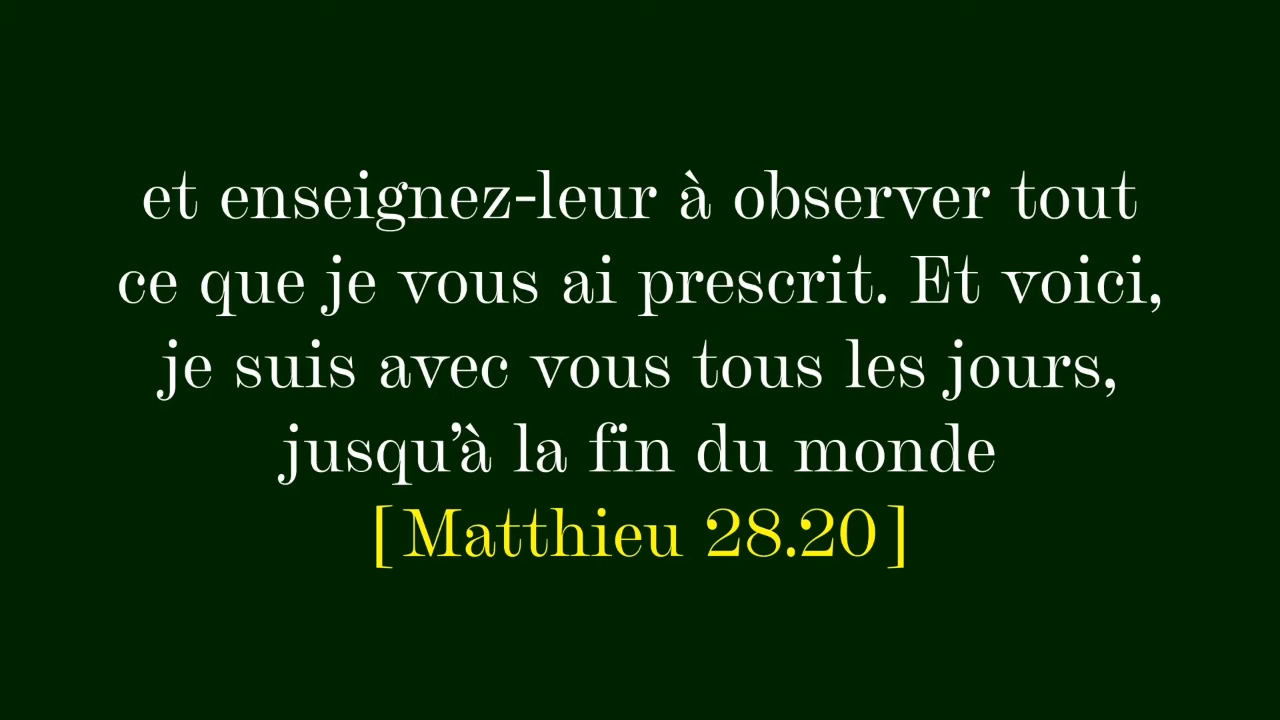 et enseignez-leur à observer tout
ce que je vous ai prescrit. Et voici,
je suis avec vous tous les jours,
jusqu’à la fin du monde
[Matthieu 28.20]